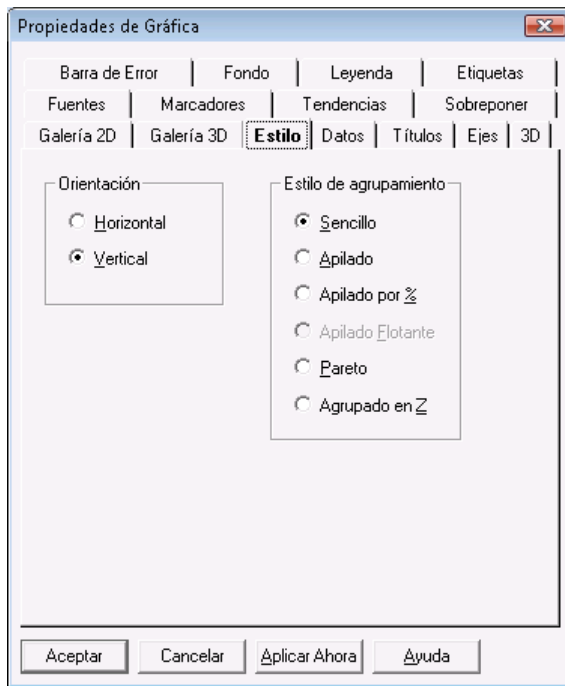 Propiedades de Gráfica
Barra de Error Fondo Leyenda Etiquetas
Fuentes Marcadores Tendencias Sobreponer
Galería 2D Galería 3D Estilo Datos Títulos Ejes 3D
Orientación
Horizontal
Vertical
Estilo de agrupamiento
Sencillo
Apilado
Apilado por %
Apilado Flotante
Pareto
Agrupado en Z
Aceptar Cancelar Aplicar Ahora Ayuda